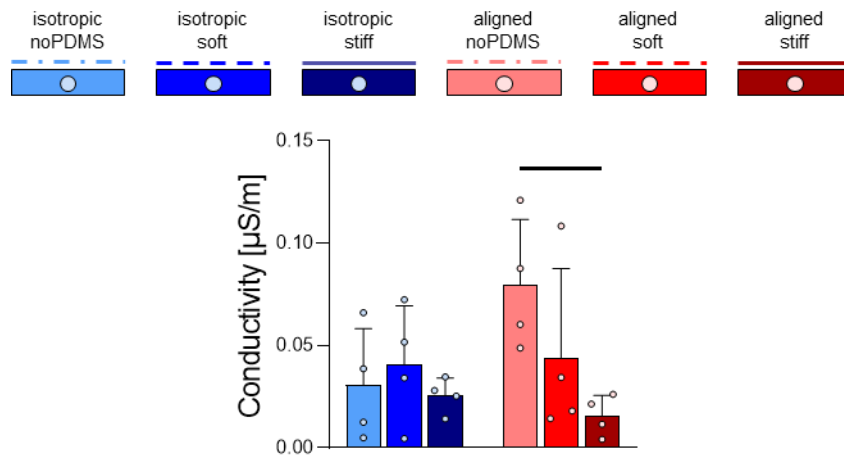 isotropic
noPDMS
isotropic
soft
isotropic
stiff
aligned
noPDMS
aligned
soft
aligned
stiff
Conductivity [µS/m]
0.15
0.10
0.05
0.00